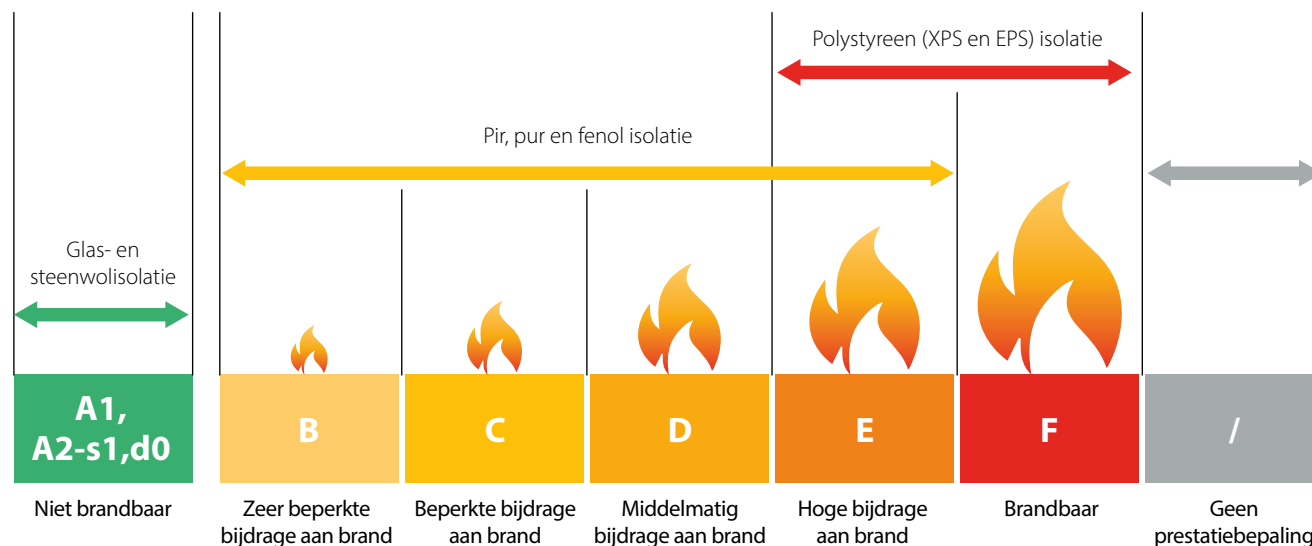 Polystyreen (XPS en EPS) isolatie
Pir, pur en fenol isolatie
Glas- en
steenwolisolatie
A1,
A2-s1,d0
B
C
D
E
F
/
Niet brandbaar
Zeer beperkte
bijdrage aan brand
Beperkte bijdrage
aan brand
Middelmatig
bijdrage aan brand
Hoge bijdrage
aan brand
Brandbaar
Geen
prestatiebepaling